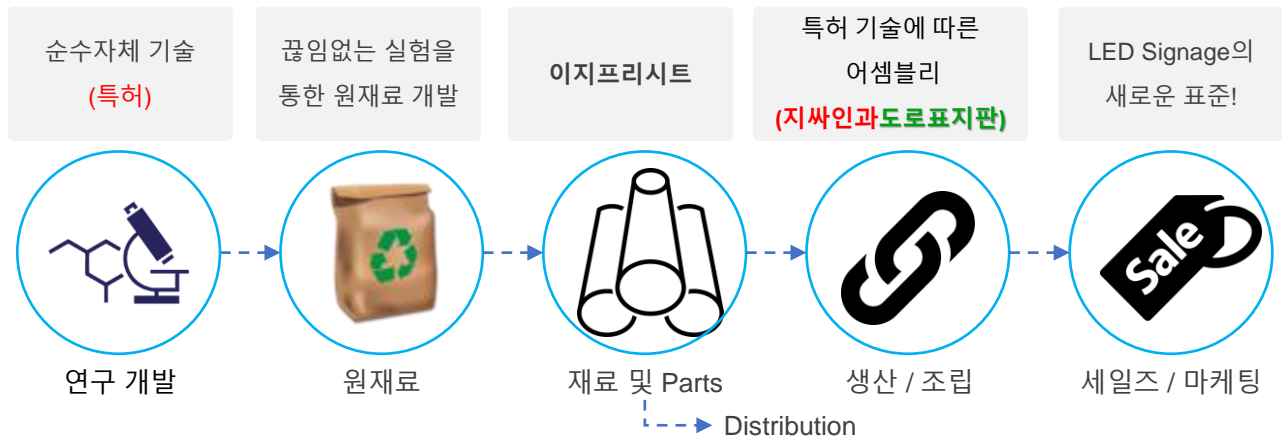 순수자체 기술
(특허)
끊임없는 실험을
통한 원재료 개발
이지프리시트
특허 기술에 따른
어셈블리
(지싸인과도로표지판)
LED Signage의
새로운 표준!
Sale
연구 개발
원재료
재료 및 Parts
생산 / 조립
세일즈 / 마케팅
Distribution